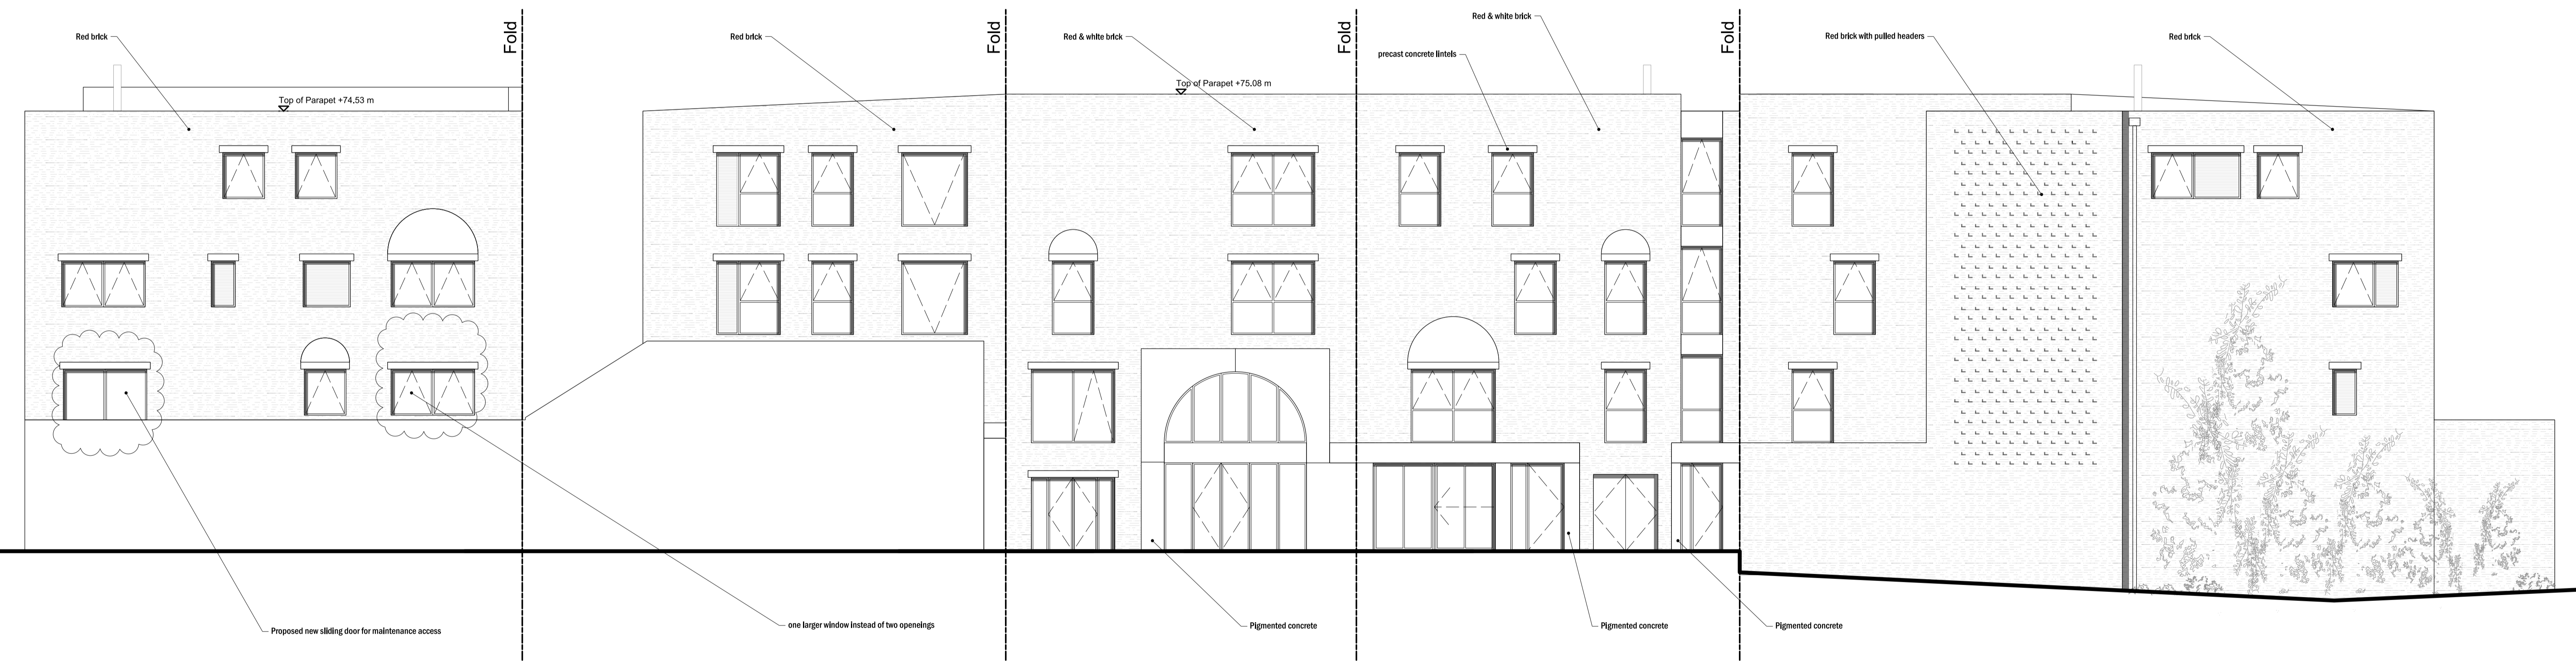 Red brick
Fold
Red brick
Fold
Red & white brick
Fold
Red & white brick
precast concrete lintels
Fold
Red brick with pulled headers
Red brick
Top of Parapet +74.53 m
Top of Parapet +75.08 m
Proposed new sliding door for maintenance access
one larger window instead of two openeings
Pigmented concrete
Pigmented concrete
Pigmented concrete